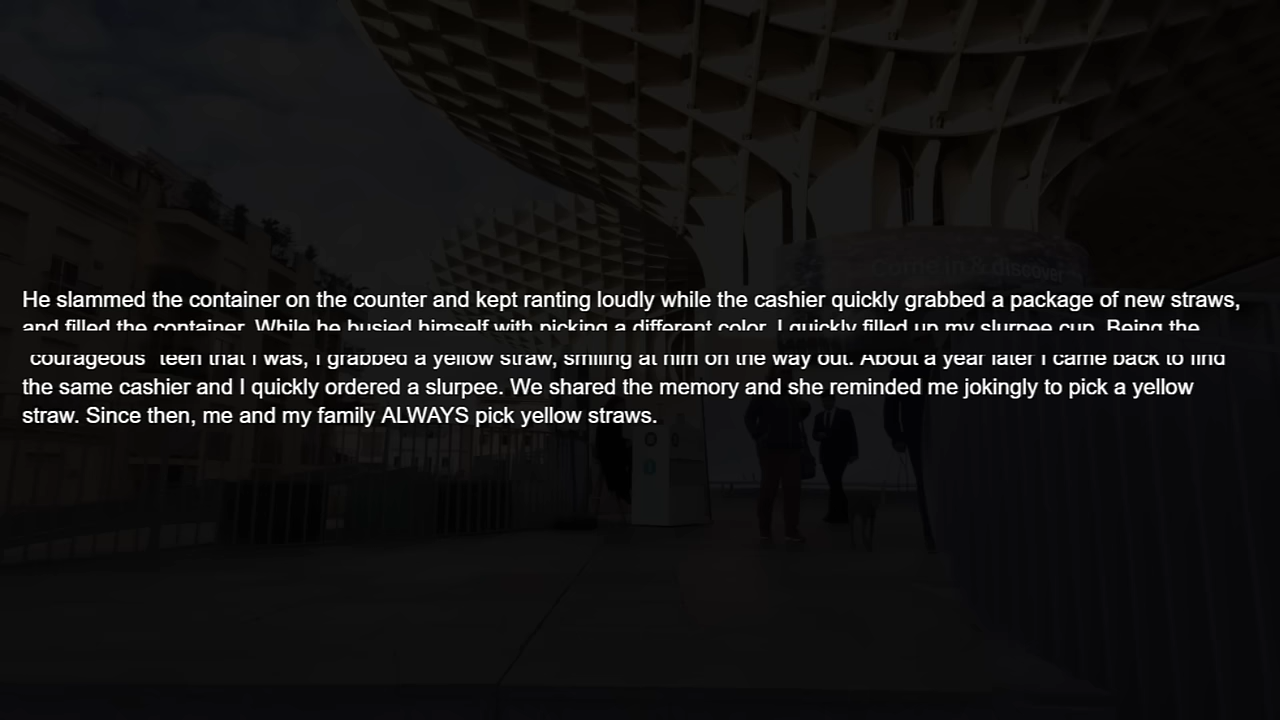 Come in & discover
He slammed the container on the counter and kept ranting loudly while the cashier quickly grabbed a package of new straws,
and filled the container. While he busied himself with picking a different color, I quickly filled up my slurpee cup. Being the
courageous teen that I was, I grabbed a yellow straw, smiling at him on the way out. About a year later I came back to find
the same cashier and I quickly ordered a slurpee. We shared the memory and she reminded me jokingly to pick a yellow
straw. Since then, me and my family ALWAYS pick yellow straws.